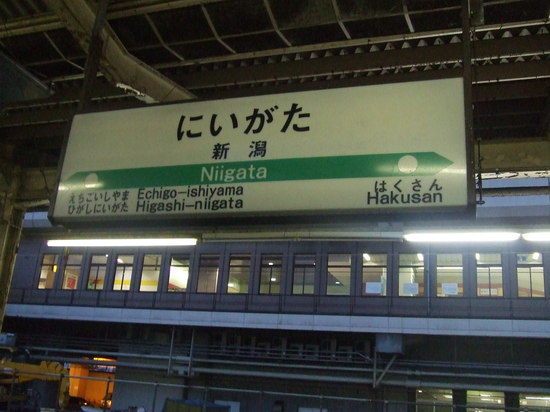 にいがた
新潟
Niigata
えちごいしやま Echigo–ishiyama
ひがしにいがた Higashi–niigata
はくさん
Hakusan